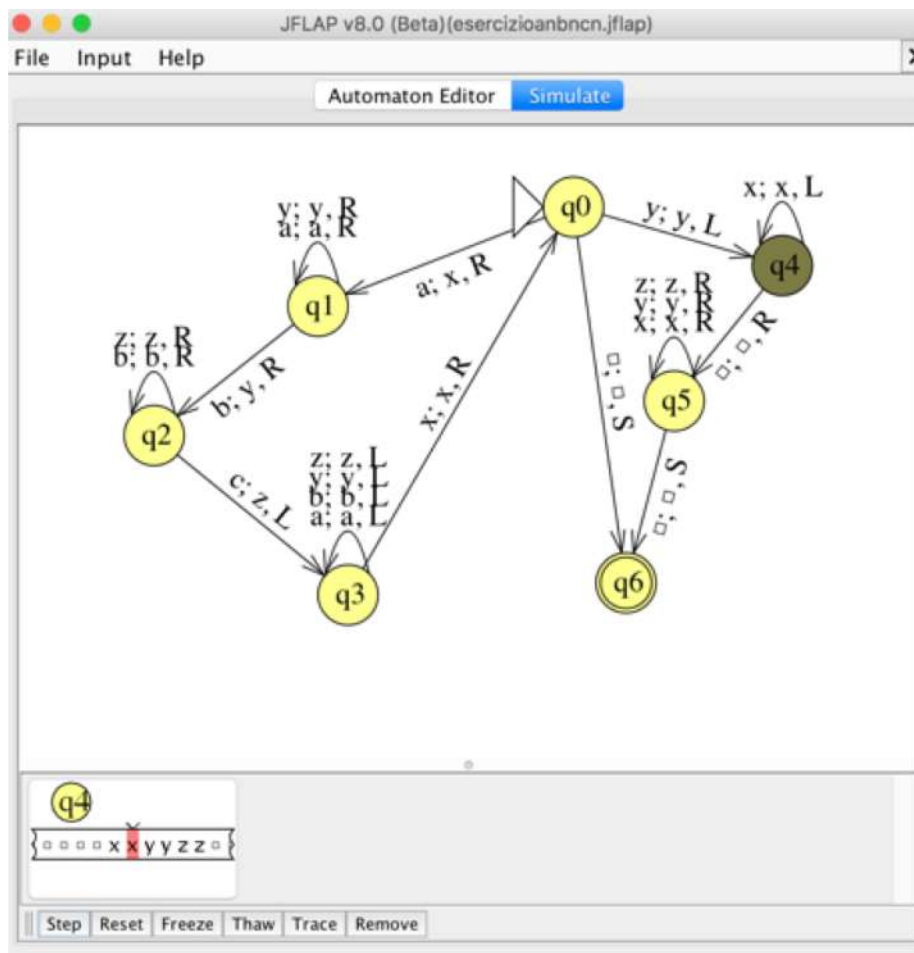 JFLAP v8.0 (Beta)(esercizioanbncn.jflap)
File Input Help
Automaton Editor Simulate
x; x, L
q0
y; y, L
q4
y; y, R
a; a, R
q1
a; x, R
z; z, R
y; y, R
x; x, R
□; □, R
q5
z; z, R
b; b, R
q2
b; y, R
x; x, R
□; □, S
□; □, S
c; z, L
z; z, L
y; y, L
b; b, L
a; a, L
q3
q6
q4
□ □ □ □ x x y y z z □
Step Reset Freeze Thaw Trace Remove